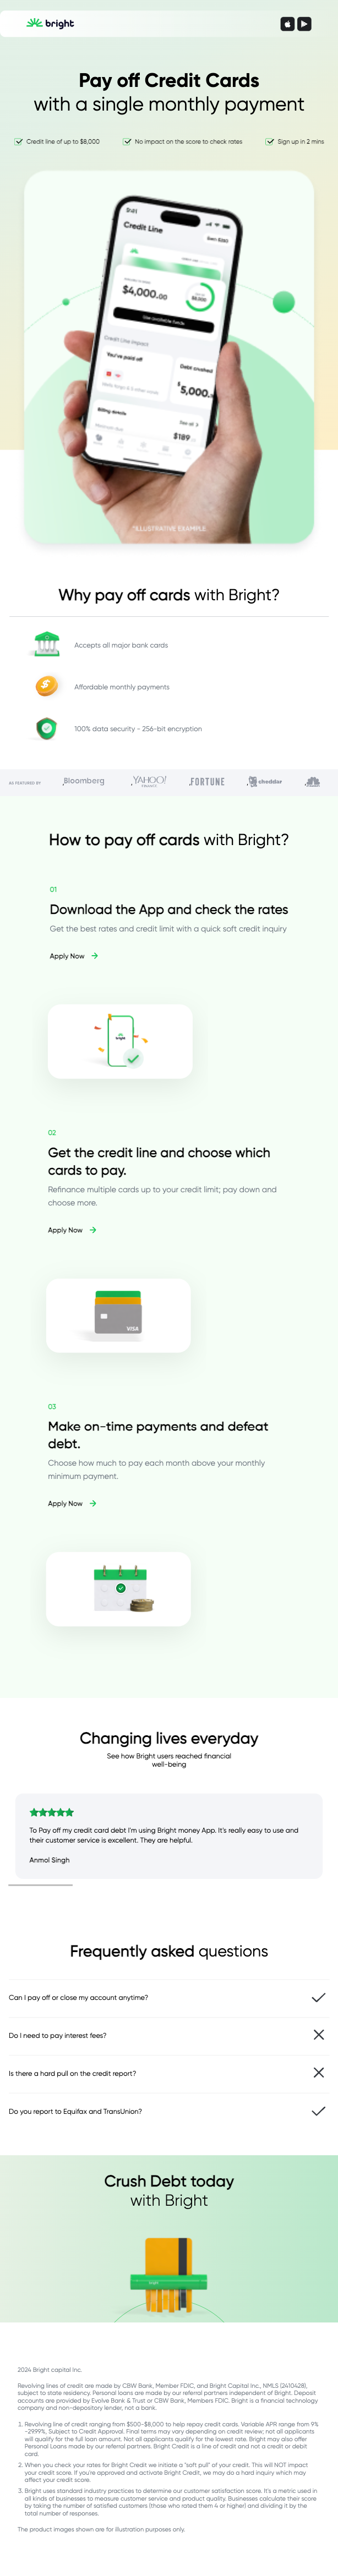 bright
Pay off Credit Cards
with a single monthly payment
Credit line of up to $8,000
No impact on the score to check rates
Sign up in 2 mins
9:41
Credit Line
$4,000.00
Use available funds
Credit Line impact
You've paid off
Debt crushed
$5,000.
Billing details
See all
$189
*ILLUSTRATIVE EXAMPLE
Why pay off cards with Bright?
Accepts all major bank cards
Affordable monthly payments
100% data security - 256-bit encryption
AS FEATURED BY
Bloomberg
YAHOO!
FINANCE
FORTUNE
cheddar
How to pay off cards with Bright?
01
Download the App and check the rates
Get the best rates and credit limit with a quick soft credit inquiry
Apply Now
bright
02
Get the credit line and choose which
cards to pay.
Refinance multiple cards up to your credit limit; pay down and
choose more.
Apply Now
VISA
03
Make on-time payments and defeat
debt.
Choose how much to pay each month above your monthly
minimum payment.
Apply Now
Changing lives everyday
See how Bright users reached financial
well-being
To Pay off my credit card debt I'm using Bright money App. It's really easy to use and
their customer service is excellent. They are helpful.
Anmol Singh
Frequently asked questions
Can I pay off or close my account anytime?
Do I need to pay interest fees?
Is there a hard pull on the credit report?
Do you report to Equifax and TransUnion?
Crush Debt today
with Bright
bright
2024 Bright Capital Inc.
Revolving lines of credit are made by CBW Bank, Member FDIC, and Bright Capital Inc., NMLS (2410428),
subject to state residency. Personal loans are made by our referral partners independent of Bright. Deposit
accounts are provided by Evolve Bank & Trust or CBW Bank, Members FDIC. Bright is a financial technology
company and non-depository lender, not a bank.
1. Revolving line of credit ranging from $500-$8,000 to help repay credit cards. Variable APR range from 9%
-29.99%, Subject to Credit Approval. Final terms may vary depending on credit review; not all applicants
will qualify for the full loan amount. Not all applicants qualify for the lowest rate. Bright may also offer
Personal Loans made by our referral partners. Bright Credit is a line of credit and not a credit or debit
card.
2. When you check your rates for Bright Credit we initiate a "soft pull" of your credit. This will NOT impact
your credit score. If you're approved and activate Bright Credit, we may do a hard inquiry which may
affect your credit score.
3. Bright uses standard industry practices to determine our customer satisfaction score. It's a metric used in
all kinds of businesses to measure customer service and product quality. Businesses calculate their score
by taking the number of satisfied customers (those who rated them 4 or higher) and dividing it by the
total number of responses.
The product images shown are for illustration purposes only.